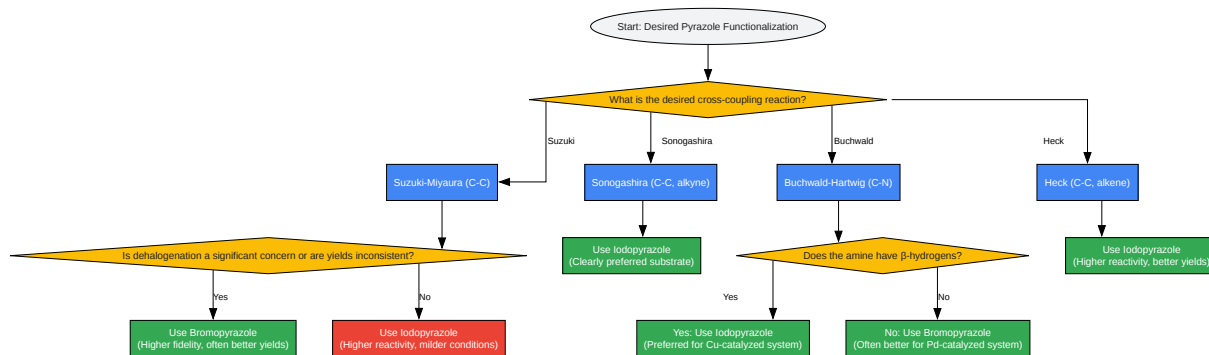 Start: Desired Pyrazole Functionalization
What is the desired cross-coupling reaction?
Suzuki
Sonogashira
Buchwald
Heck
Suzuki-Miyaura (C-C)
Sonogashira (C-C, alkyne)
Buchwald-Hartwig (C-N)
Heck (C-C, alkene)
Is dehalogenation a significant concern or are yields inconsistent?
Use Iodopyrazole
(Clearly preferred substrate)
Does the amine have β-hydrogens?
Use Iodopyrazole
(Higher reactivity, better yields)
Yes
No
Yes
No
Use Bromopyrazole
(Higher fidelity, often better yields)
Use Iodopyrazole
(Higher reactivity, milder conditions)
Yes: Use Iodopyrazole
(Preferred for Cu-catalyzed system)
No: Use Bromopyrazole
(Often better for Pd-catalyzed system)